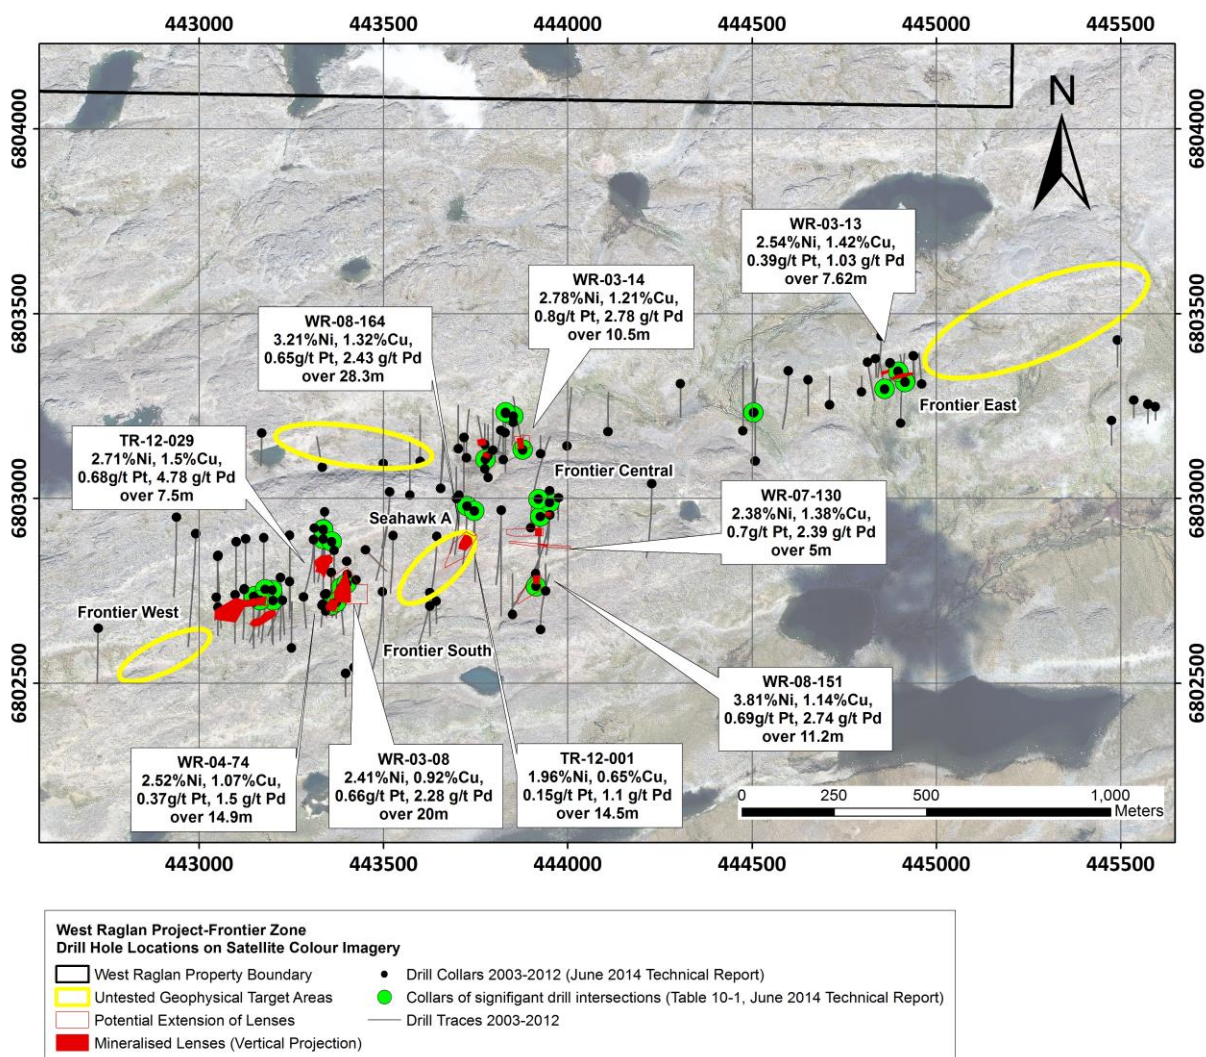 443000 443500 444000 444500 445000 445500
6804000
6804000
N
WR-03-13
2.54%Ni, 1.42%Cu,
0.39g/t Pt, 1.03 g/t Pd
over 7.62m
WR-03-14
2.78%Ni, 1.21%Cu,
0.8g/t Pt, 2.78 g/t Pd
over 10.5m
WR-08-164
3.21%Ni, 1.32%Cu,
0.65g/t Pt, 2.43 g/t Pd
over 28.3m
6803500
6803500
Frontier East
TR-12-029
2.71%Ni, 1.5%Cu,
0.68g/t Pt, 4.78 g/t Pd
over 7.5m
Frontier Central
6803000
6803000
Seahawk A
WR-07-130
2.38%Ni, 1.38%Cu,
0.7g/t Pt, 2.39 g/t Pd
over 5m
Frontier West
Frontier South
6802500
6802500
WR-08-151
3.81%Ni, 1.14%Cu,
0.69g/t Pt, 2.74 g/t Pd
over 11.2m
WR-04-74
2.52%Ni, 1.07%Cu,
0.37g/t Pt, 1.5 g/t Pd
over 14.9m
WR-03-08
2.41%Ni, 0.92%Cu,
0.66g/t Pt, 2.28 g/t Pd
over 20m
TR-12-001
1.96%Ni, 0.65%Cu,
0.15g/t Pt, 1.1 g/t Pd
over 14.5m
0 250 500 1,000
Meters
443000 443500 444000 444500 445000 445500
West Raglan Project-Frontier Zone
Drill Hole Locations on Satellite Colour Imagery
West Raglan Property Boundary
Untested Geophysical Target Areas
Potential Extension of Lenses
Mineralised Lenses (Vertical Projection)
Drill Collars 2003-2012 (June 2014 Technical Report)
Collars of signifigant drill intersections (Table 10-1, June 2014 Technical Report)
Drill Traces 2003-2012